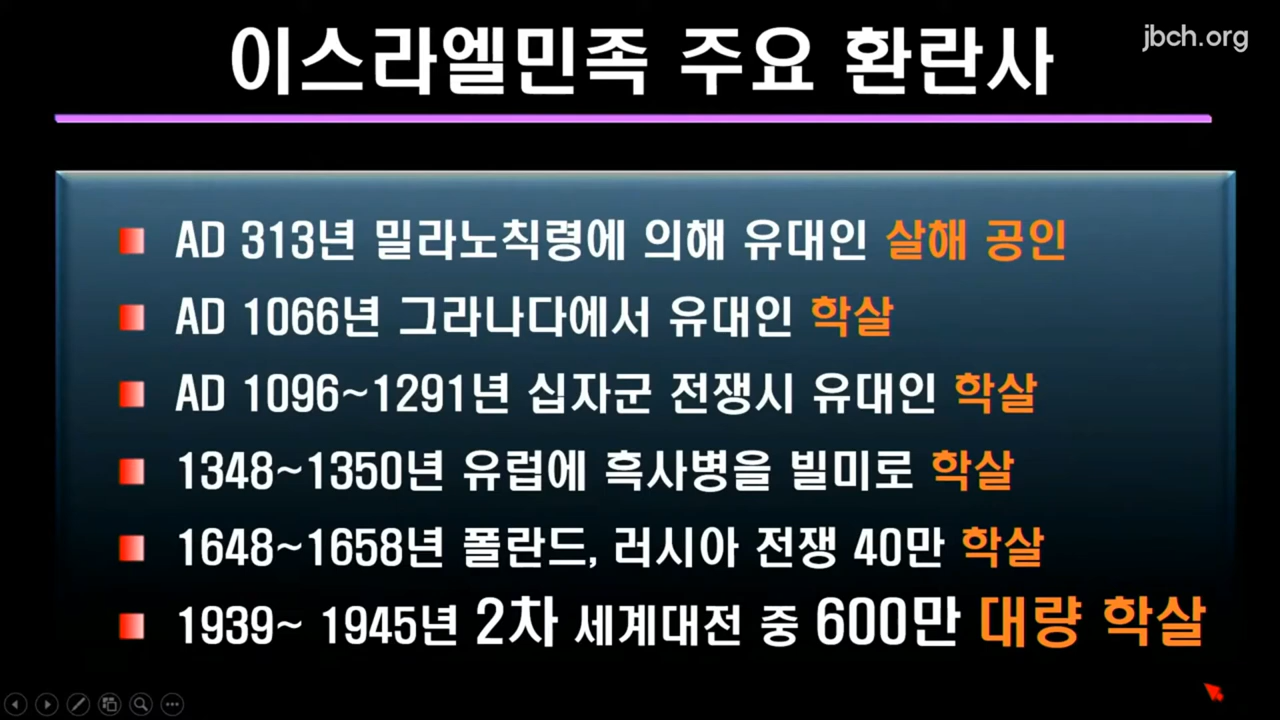 이스라엘민족 주요 환란사
jbch.org
AD 313년 밀라노칙령에 의해 유대인 살해 공인
AD 1066년 그라나다에서 유대인 학살
AD 1096~1291년 십자군 전쟁시 유대인 학살
1348~1350년 유럽에 흑사병을 빌미로 학살
1648~1658년 폴란드, 러시아 전쟁 40만 학살
1939~ 1945년 2차 세계대전 중 600만 대량 학살